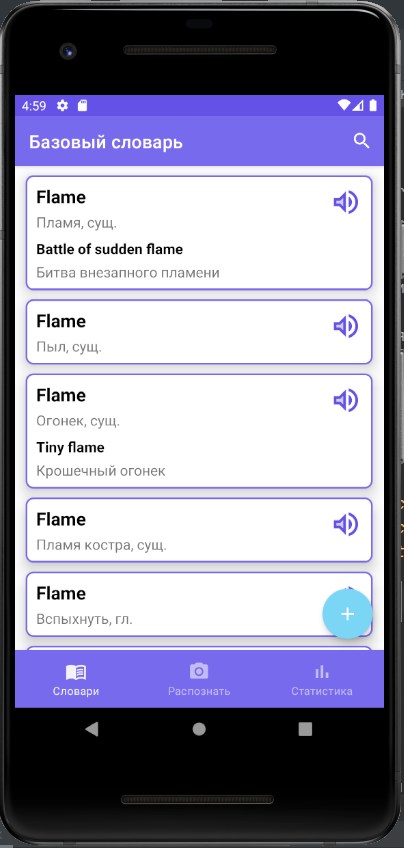 4:59
Базовый словарь
Flame
Пламя, сущ.
Battle of sudden flame
Битва внезапного пламени
Flame
Пыл, сущ.
Flame
Огонек, сущ.
Tiny flame
Крошечный огонек
Flame
Пламя костра, сущ.
Flame
Вспыхнуть, гл.
+
Словари
Распознать
Статистика